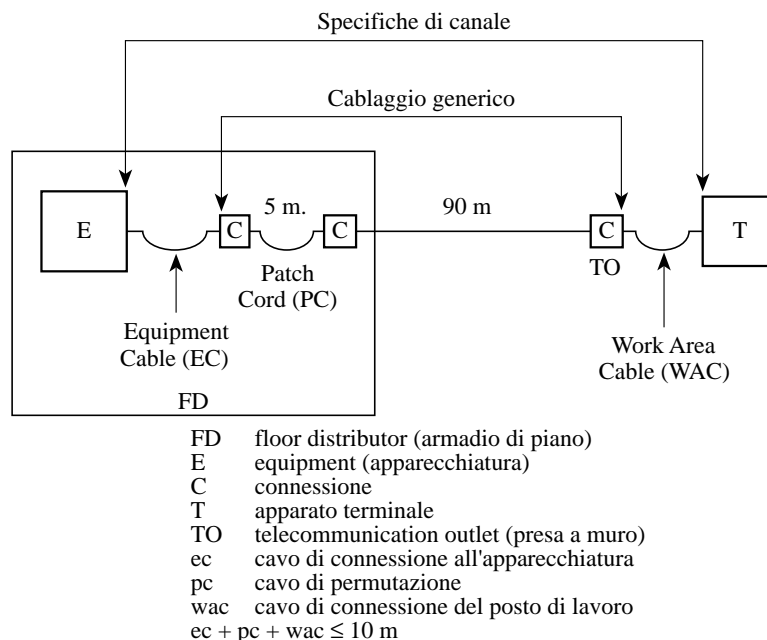 Specifiche di canale
Cablaggio generico
E
C
5 m.
C
90 m
C
T
Patch
Cord (PC)
TO
Equipment
Cable (EC)
Work Area
Cable (WAC)
FD
FD floor distributor (armadio di piano)
E equipment (apparecchiatura)
C connessione
T apparato terminale
TO telecommunication outlet (presa a muro)
ec cavo di connessione all'apparecchiatura
pc cavo di permutazione
wac cavo di connessione del posto di lavoro
ec + pc + wac ≤ 10 m